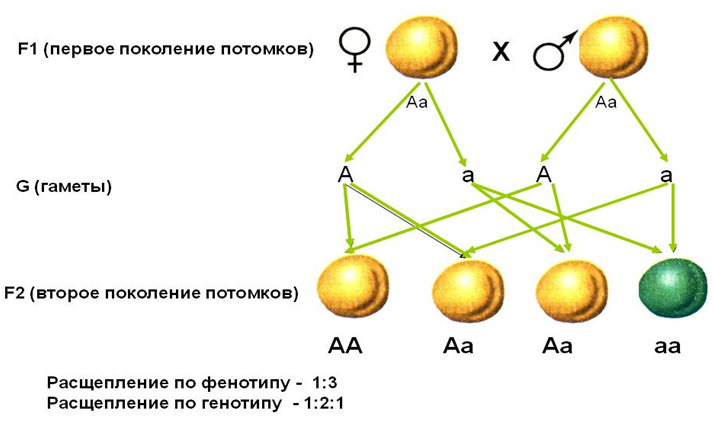 F1 (первое поколение потомков) ♀ X ♂
Aa Aa
G (гаметы) A a A a
F2 (второе поколение потомков)
AA Aa Aa aa
Расщепление по фенотипу - 1:3
Расщепление по генотипу - 1:2:1